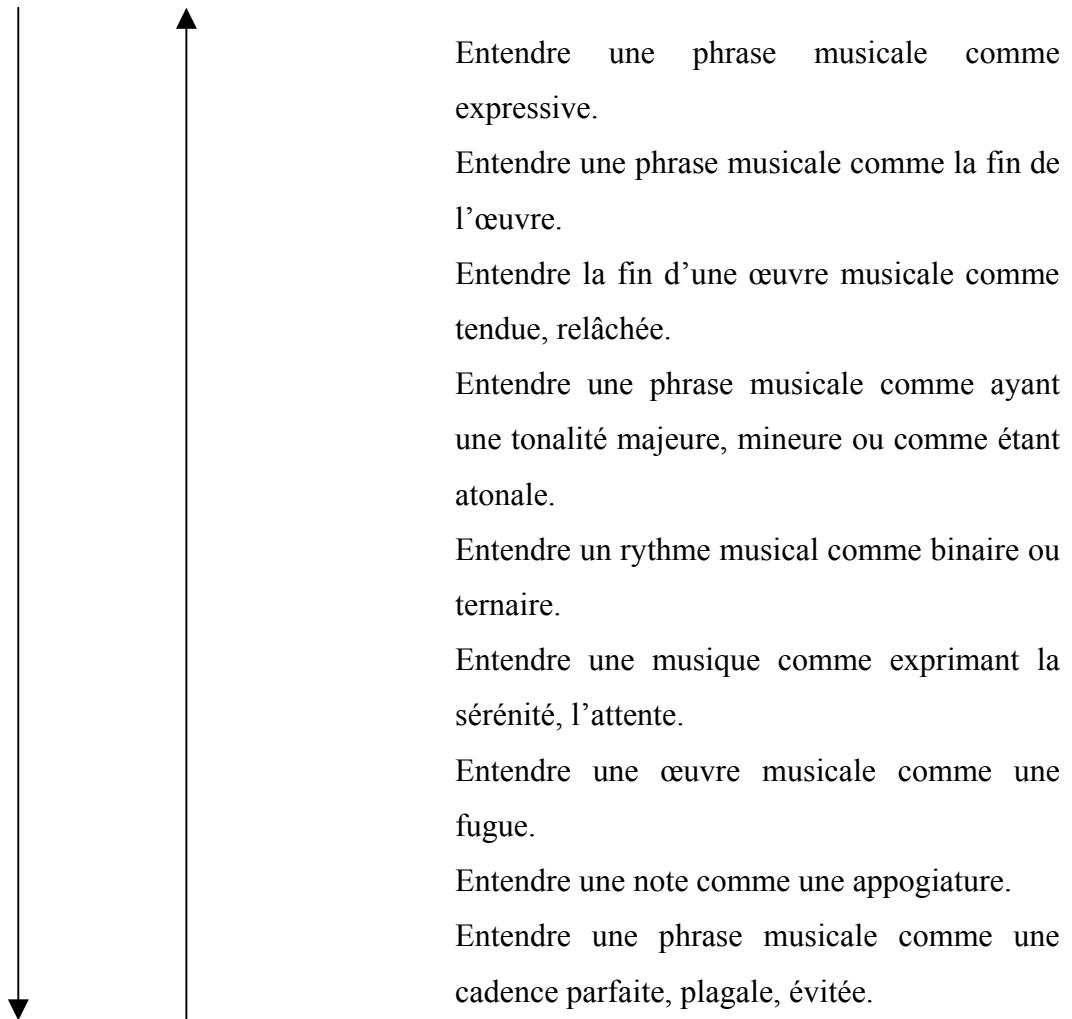 Entendre une phrase musicale comme
expressive.
Entendre une phrase musicale comme la fin de
l’œuvre.
Entendre la fin d’une œuvre musicale comme
tendue, relâchée.
Entendre une phrase musicale comme ayant
une tonalité majeure, mineure ou comme étant
atonale.
Entendre un rythme musical comme binaire ou
ternaire.
Entendre une musique comme exprimant la
sérénité, l’attente.
Entendre une œuvre musicale comme une
fugue.
Entendre une note comme une appogiature.
Entendre une phrase musicale comme une
cadence parfaite, plagale, évitée.